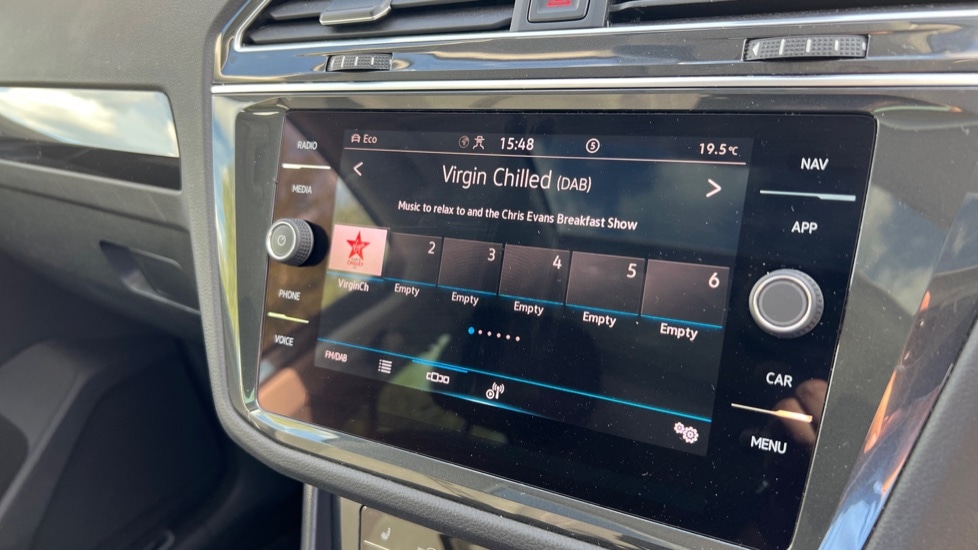 RADIO
MEDIA
PHONE
VOICE
Eco
15:48
5
19.5°C
Virgin Chilled (DAB)
Music to relax to and the Chris Evans Breakfast Show
2
3
4
5
6
VirginCh
Empty
Empty
Empty
Empty
Empty
FM/DAB
NAV
APP
CAR
MENU